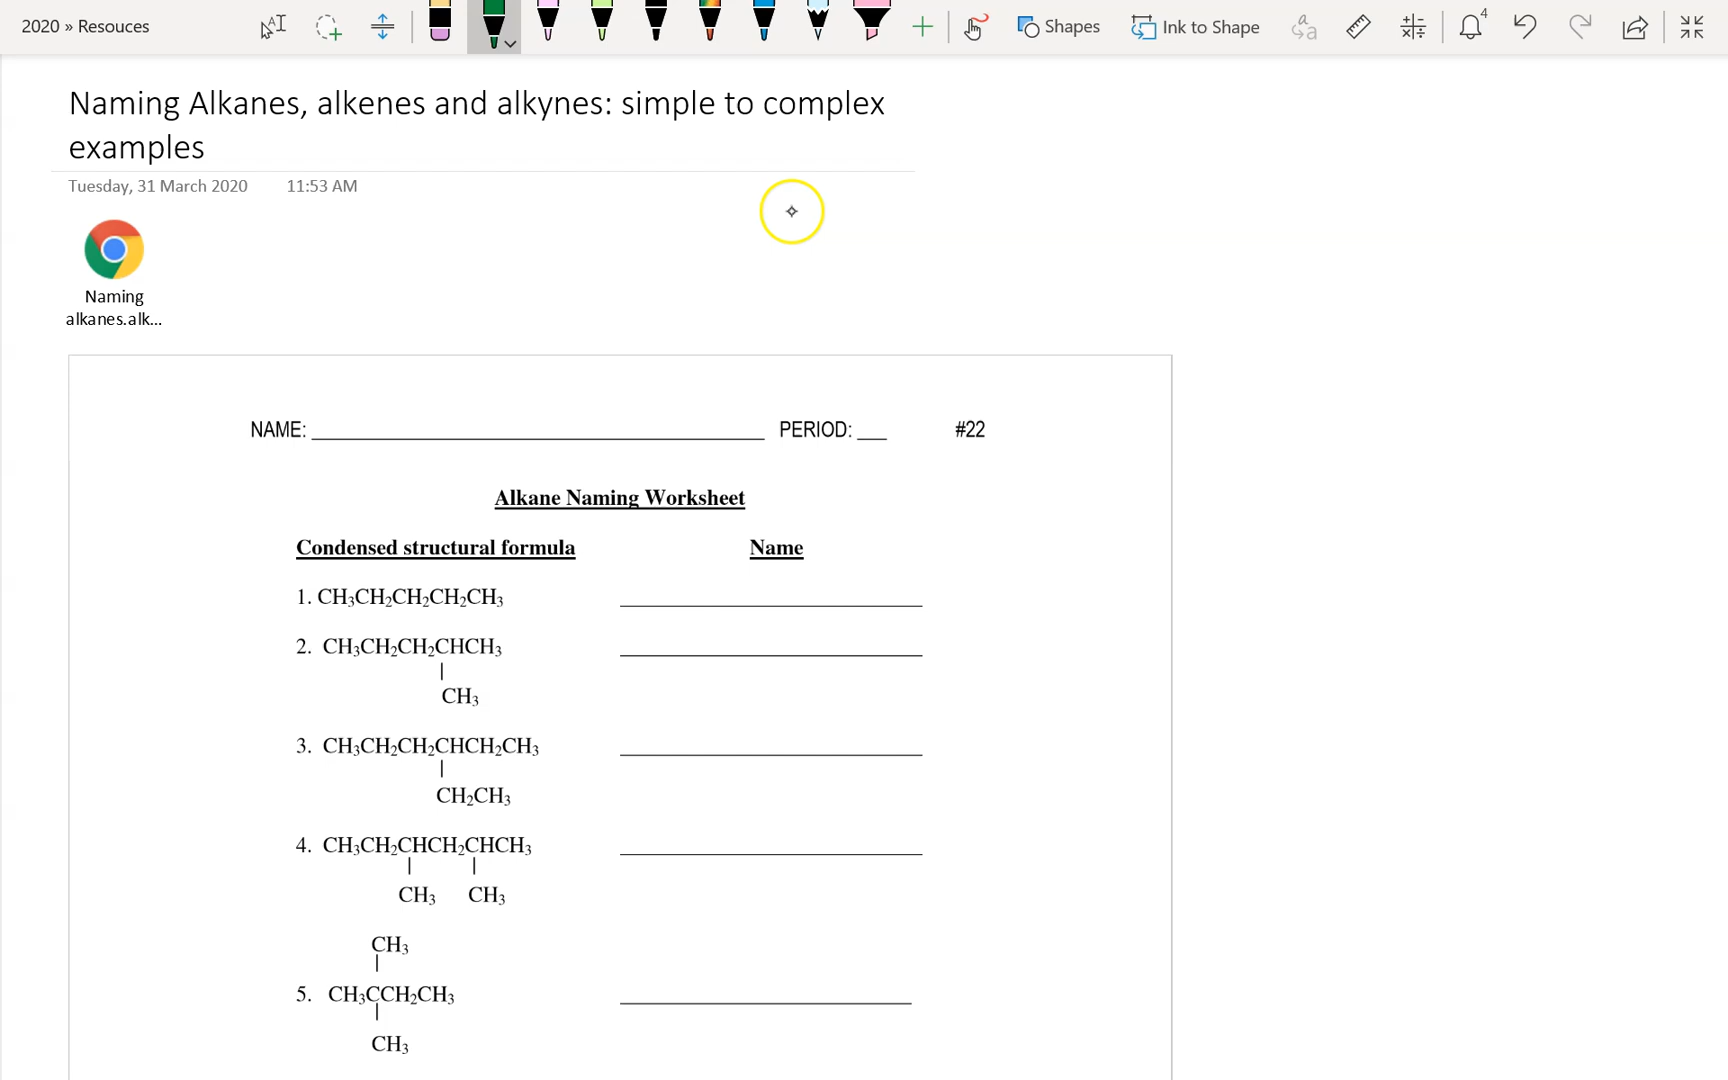 2020 » Resouces
Shapes
Ink to Shape
4
Naming Alkanes, alkenes and alkynes: simple to complex
examples
Tuesday, 31 March 2020 11:53 AM
Naming
alkanes.alk...
NAME: ______ PERIOD: ___ #22
Alkane Naming Worksheet
Condensed structural formula Name
1. CH₃CH₂CH₂CH₂CH₃
2. CH₃CH₂CH₂CHCH₃
CH₃
3. CH₃CH₂CH₂CHCH₂CH₃
CH₂CH₃
4. CH₃CH₂CHCH₂CHCH₃
CH₃ CH₃
CH₃
5. CH₃CCH₂CH₃
CH₃